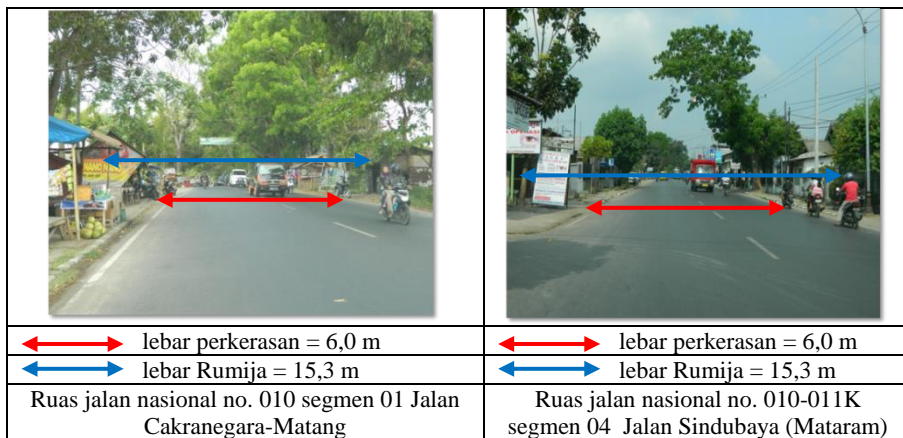 OPERASI
lebar perkerasan = 6,0 m
lebar perkerasan = 6,0 m
lebar Rumija = 15,3 m
lebar Rumija = 15,3 m
Ruas jalan nasional no. 010 segmen 01 Jalan
Cakranegara-Matang
Ruas jalan nasional no. 010-011K
segmen 04  Jalan Sindubaya (Mataram)